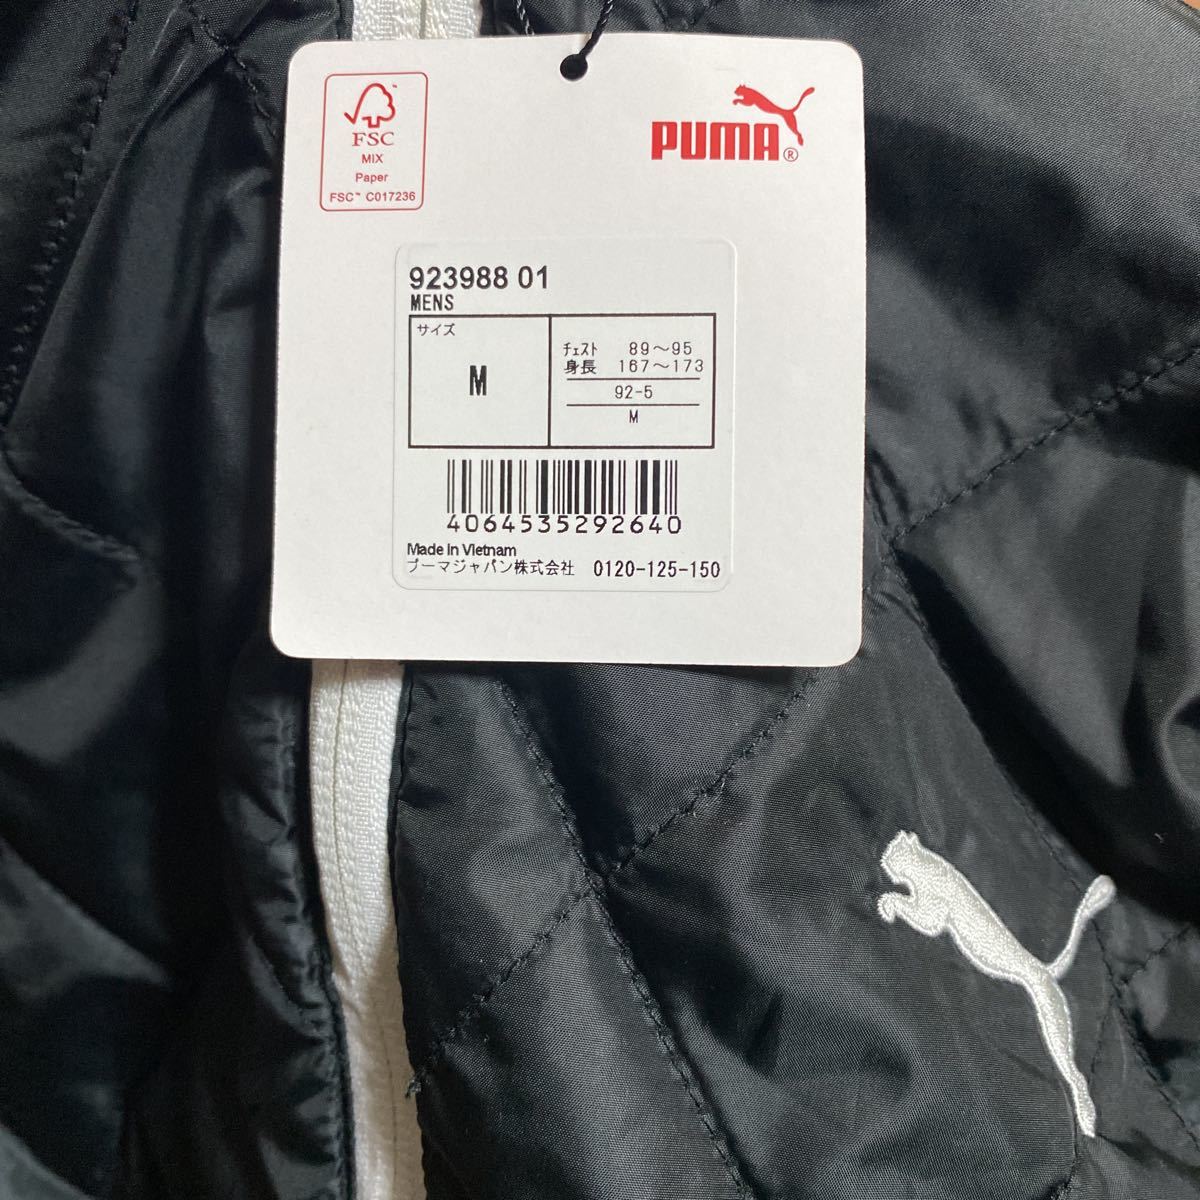 FSC
MIX
Paper
FSC™ C017236
PUMA®
923988 01
MENS
サイズ
M
チェスト 89～95
身長 167～173
92-5
M
4064535292640
Made in Vietnam
プーマジャパン株式会社 0120-125-150